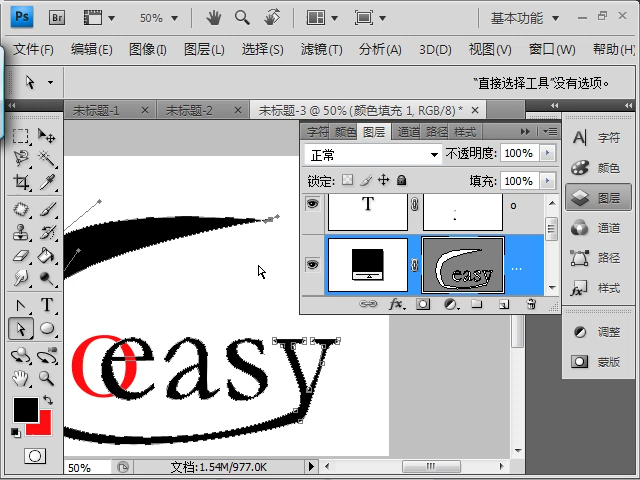 Ps Br 50% 基本功能
文件(F) 编辑(E) 图像(I) 图层(L) 选择(S) 滤镜(T) 分析(A) 3D(D) 视图(V) 窗口(W) 帮助(H)
“直接选择工具”没有选项。
未标题-1 未标题-2 未标题-3 @ 50% (颜色填充 1, RGB/8) *
字符 颜色 图层 通道 路径 样式
正常 不透明度: 100%
锁定: 填充: 100%
T o
easy ...
fx
字符
颜色
图层
通道
路径
样式
调整
蒙版
T
oeasy
50% 文档:1.54M/977.0K